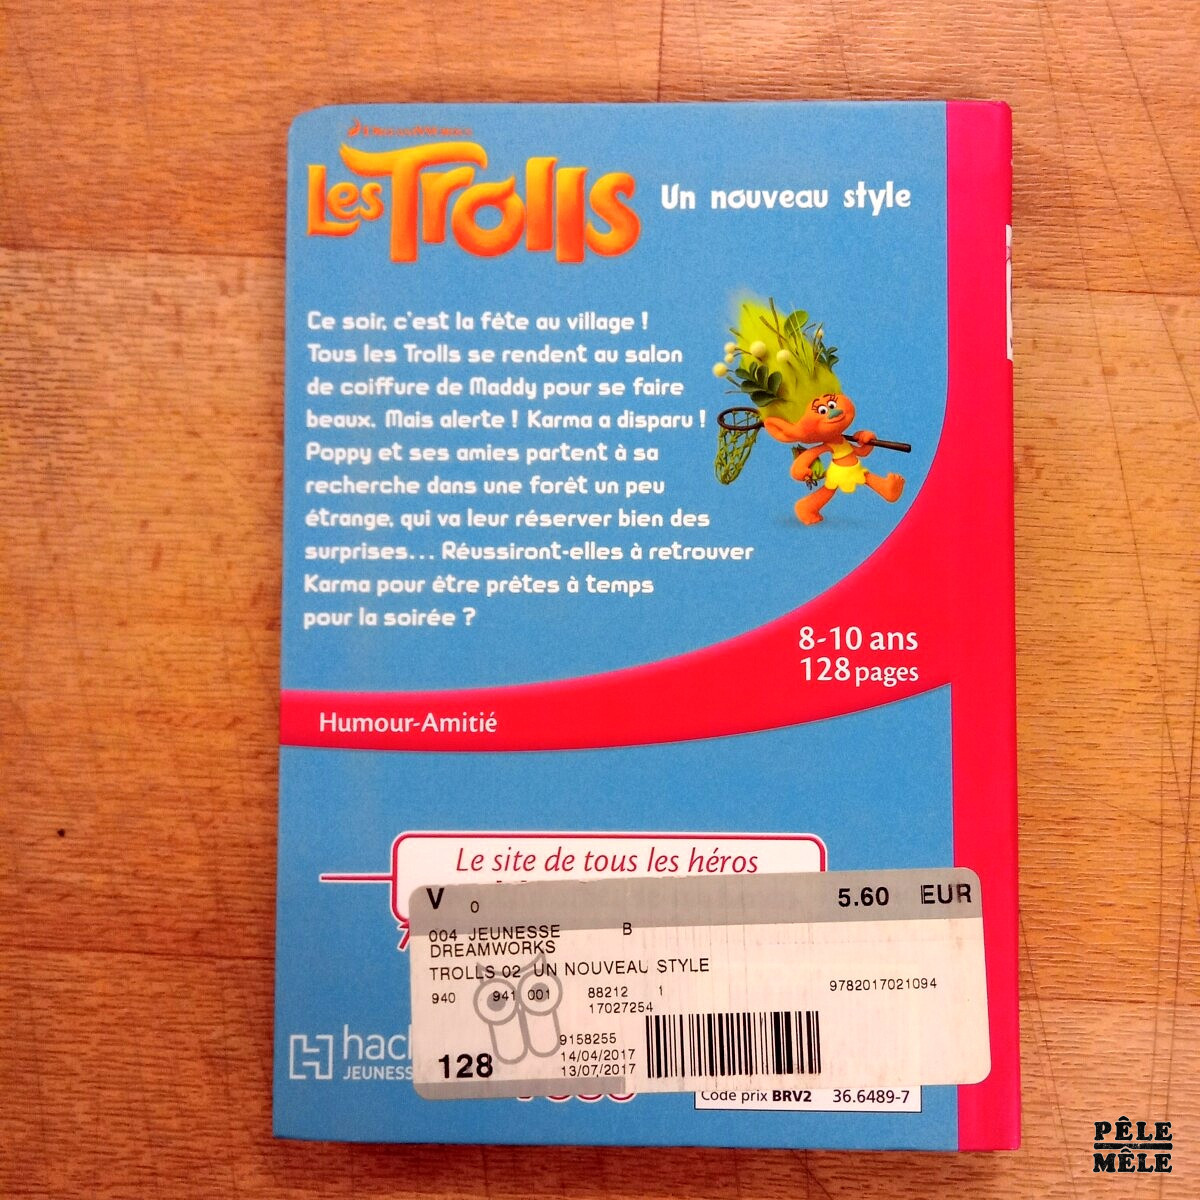 DREAMWORKS
Les Trolls
Un nouveau style
Ce soir, c'est la fête au village !
Tous les Trolls se rendent au salon
de coiffure de Maddy pour se faire
beaux. Mais alerte ! Karma a disparu !
Poppy et ses amies partent à sa
recherche dans une forêt un peu
étrange, qui va leur réserver bien des
surprises... Réussiront-elles à retrouver
Karma pour être prêtes à temps
pour la soirée ?
8-10 ans
128 pages
Humour-Amitié
Le site de tous les héros
V 0 5.60 EUR
004 JEUNESSE B
DREAMWORKS
TROLLS 02 UN NOUVEAU STYLE
940 941 001 88212 1 9782017021094
17027254
9158255
128 14/04/2017
13/07/2017
hac
JEUNESS
Code prix BRV2 36.6489-7
PÊLE
MÊLE